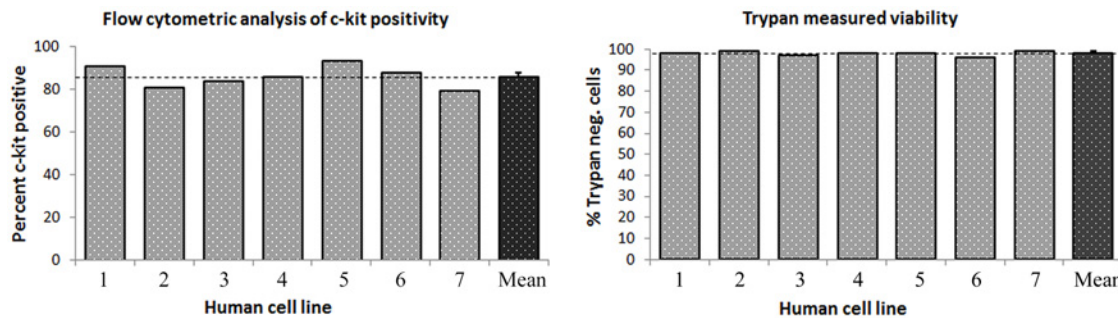 Flow cytometric analysis of c-kit positivity
Percent c-kit positive
100
80
60
40
20
0
1 2 3 4 5 6 7 Mean
Human cell line
Trypan measured viability
% Trypan neg. cells
100
90
80
70
60
50
40
30
20
10
0
1 2 3 4 5 6 7 Mean
Human cell line